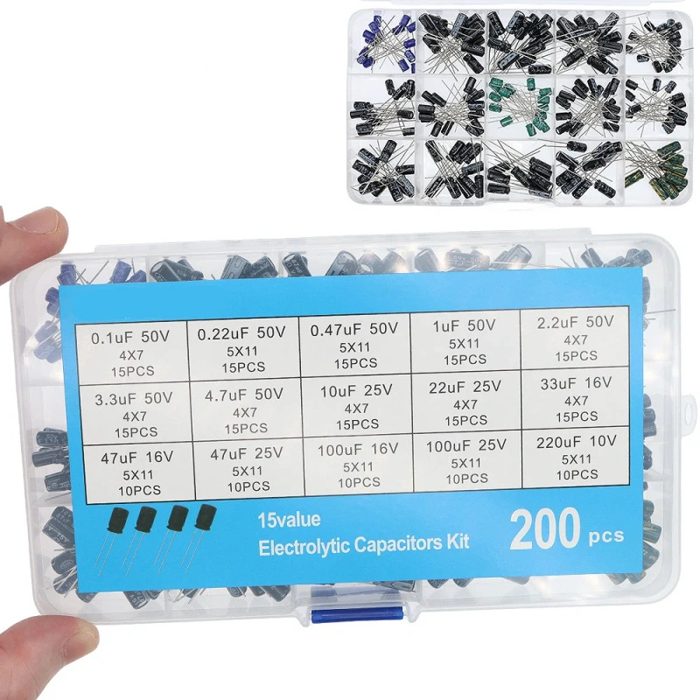 0.1uF 50V
4X7
15PCS
0.22uF 50V
5X11
15PCS
0.47uF 50V
5X11
15PCS
1uF 50V
5X11
15PCS
2.2uF 50V
4X7
15PCS
3.3uF 50V
4X7
15PCS
4.7uF 50V
4X7
15PCS
10uF 25V
4X7
15PCS
22uF 25V
4X7
15PCS
33uF 16V
4X7
15PCS
47uF 16V
5X11
10PCS
47uF 25V
5X11
10PCS
100uF 16V
5X11
10PCS
100uF 25V
5X11
10PCS
220uF 10V
5X11
10PCS
15value
Electrolytic Capacitors Kit
200 pcs